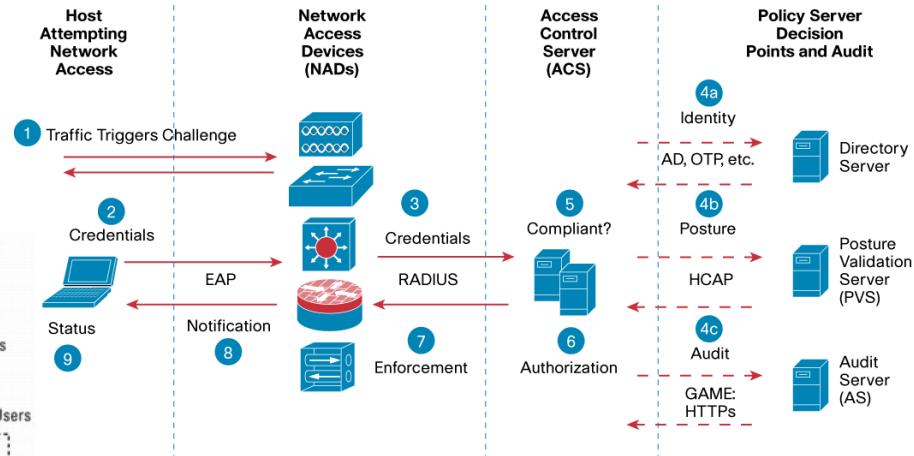 Host
Attempting
Network
Access
Network
Access
Devices
(NADs)
Access
Control
Server
(ACS)
Policy Server
Decision
Points and Audit
1 Traffic Triggers Challenge
2
Credentials
EAP
Notification
8
Status
9
3
Credentials
RADIUS
7
Enforcement
5
Compliant?
6
Authorization
4a
Identity
AD, OTP, etc.
Directory
Server
4b
Posture
HCAP
Posture
Validation
Server
(PVS)
4c
Audit
GAME:
HTTPs
Audit
Server
(AS)